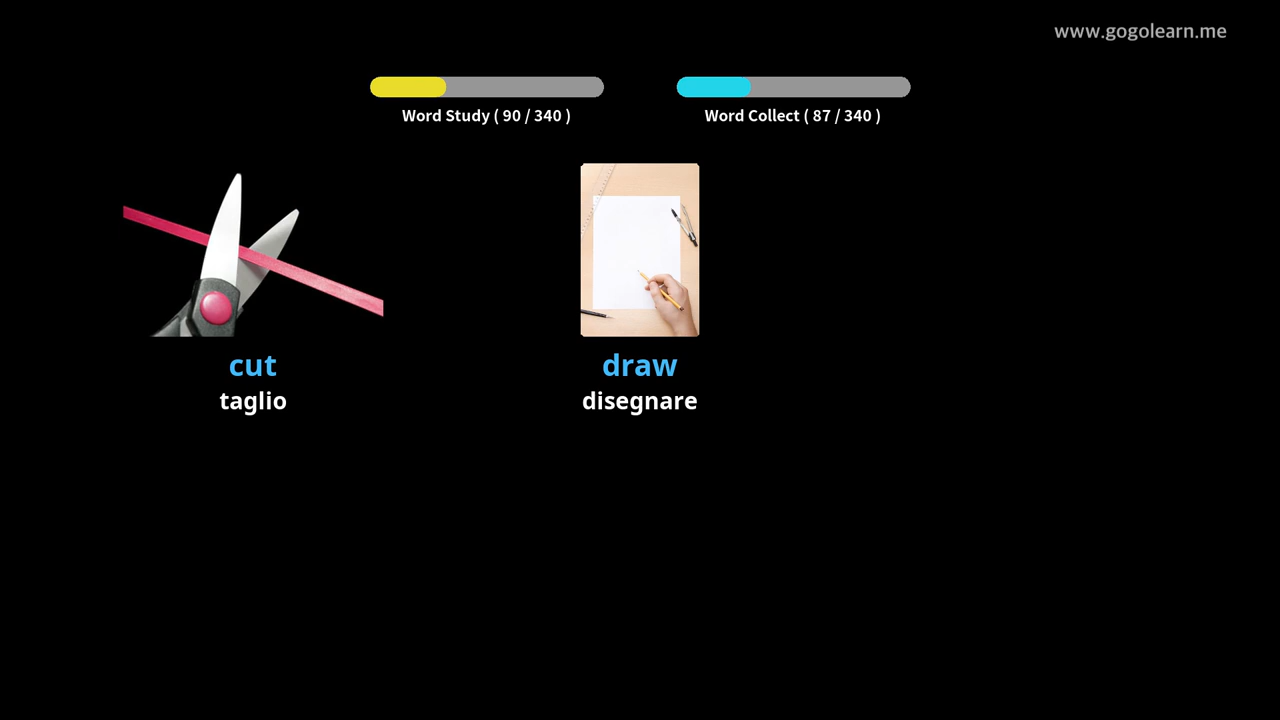 www.gogolearn.me
Word Study ( 90 / 340 )
Word Collect ( 87 / 340 )
cut
taglio
draw
disegnare